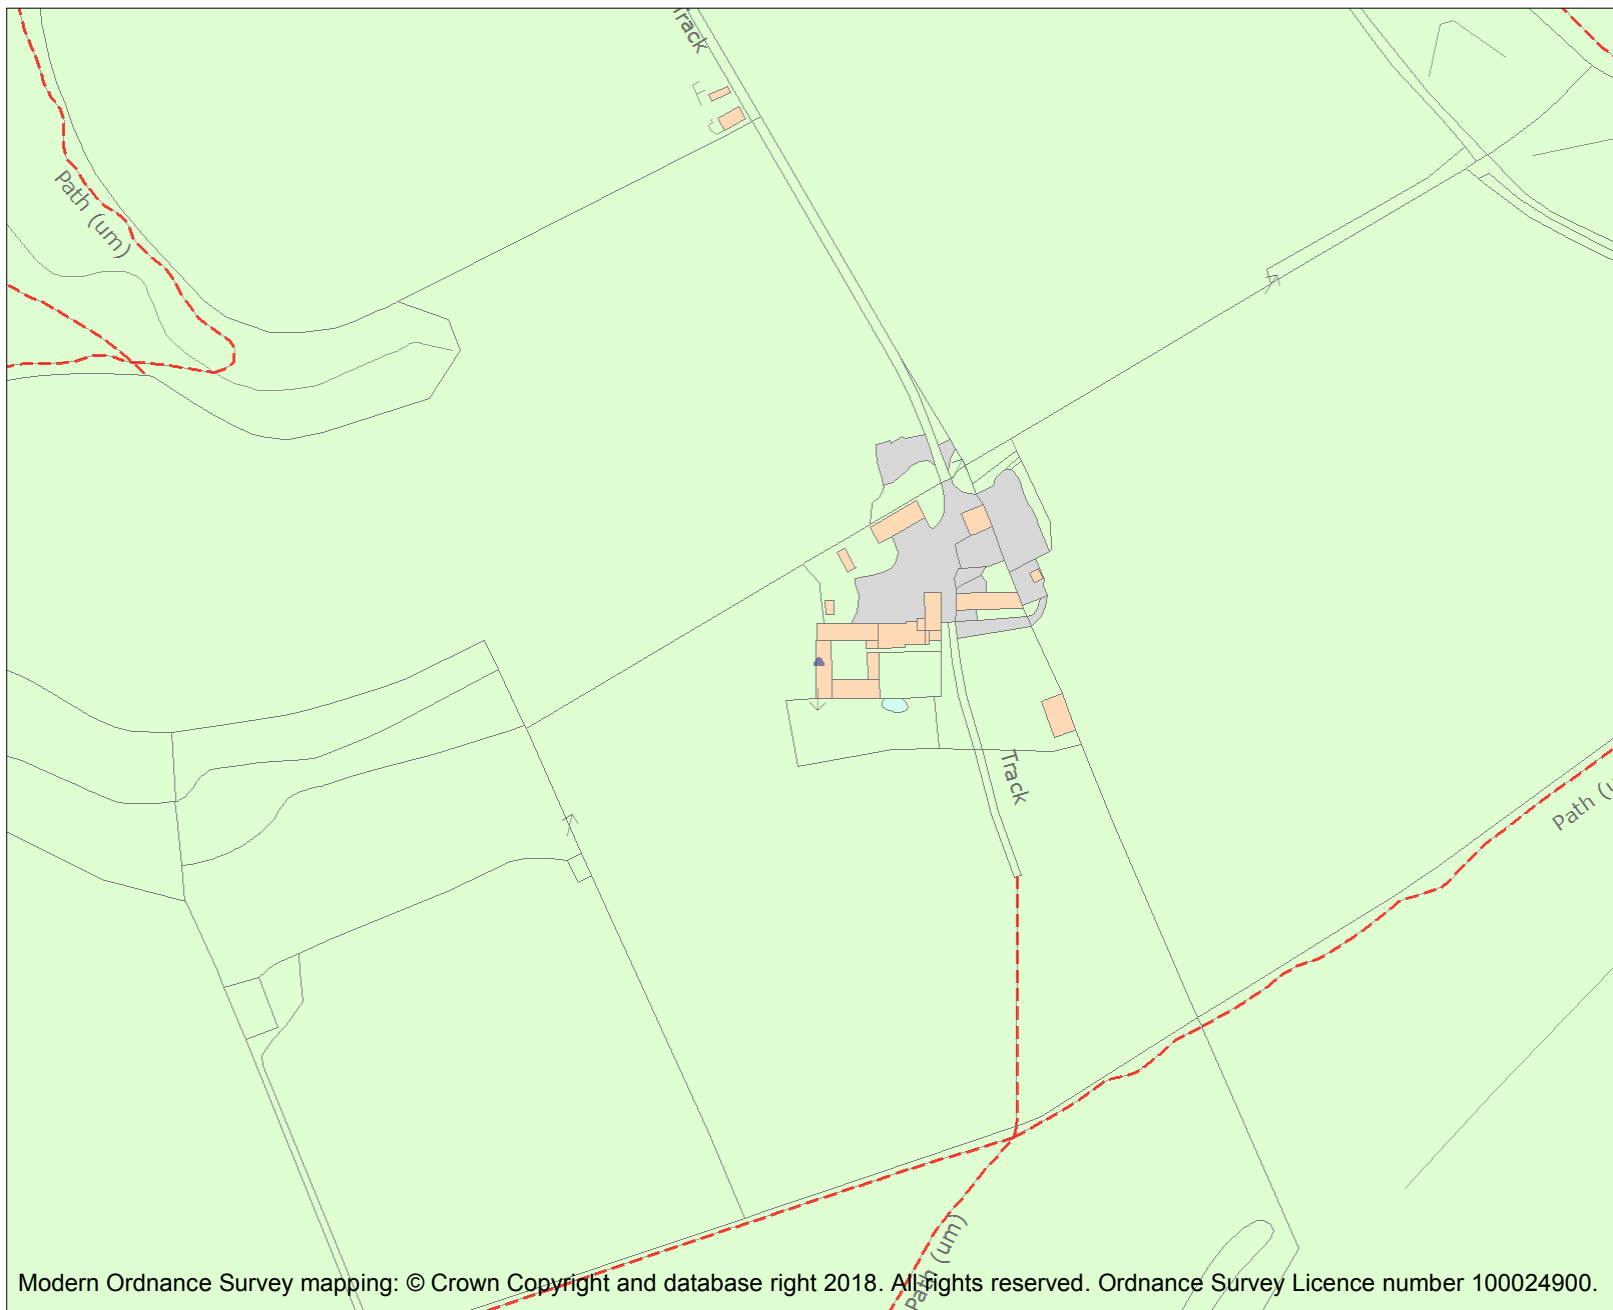 Track
Path (um)
Track
Path (u
Path (um)
Modern Ordnance Survey mapping: © Crown Copyright and database right 2018. All rights reserved. Ordnance Survey Licence number 100024900.